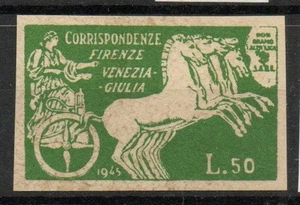 CORRISPONDENZE
FIRENZE
VENEZIA-
GIULIA
1945
L.50